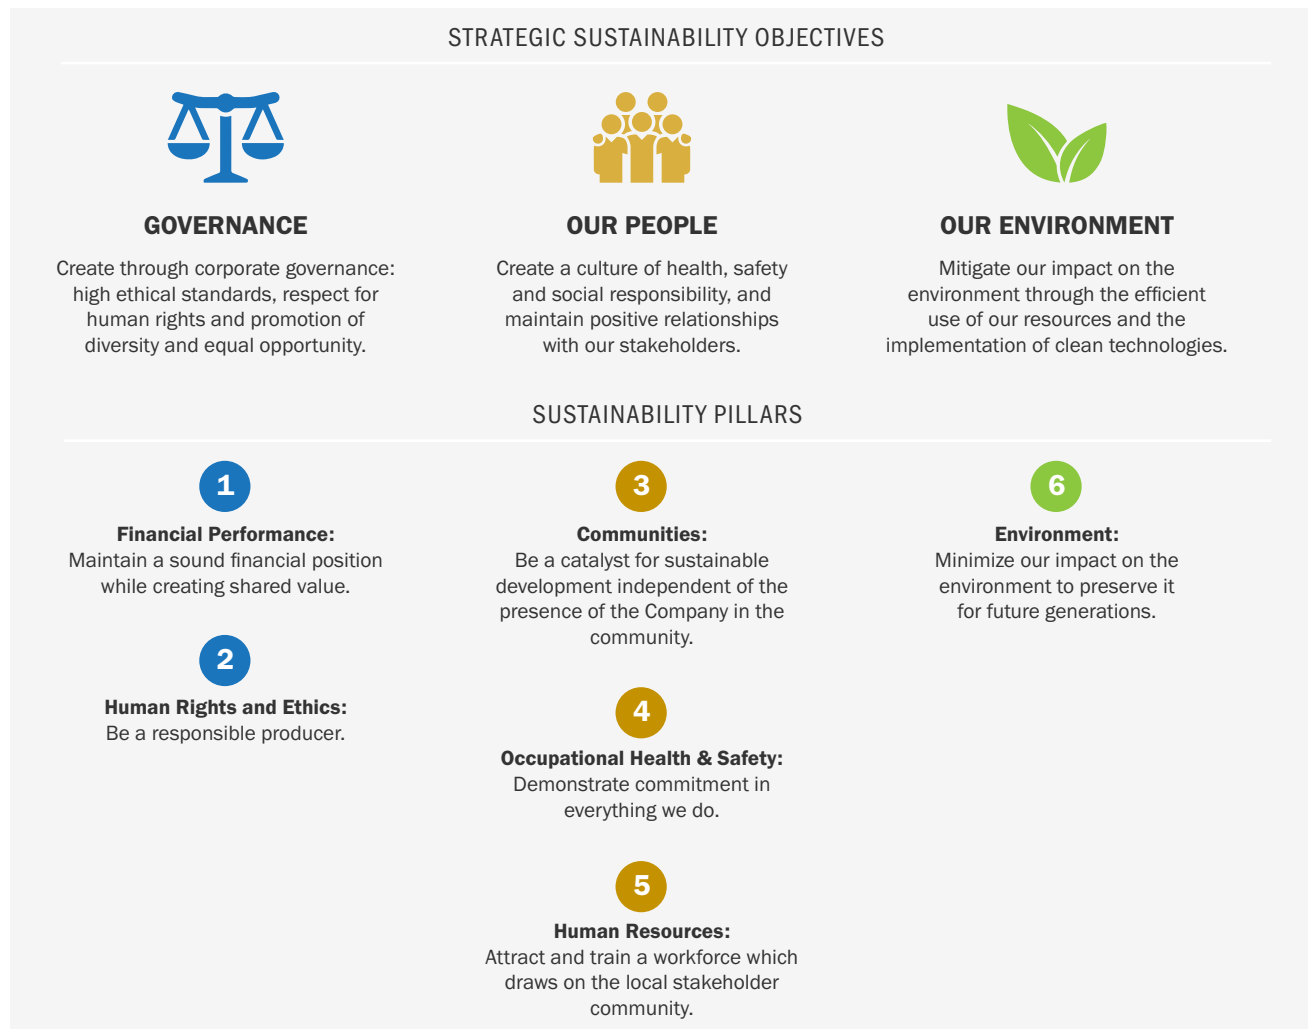 STRATEGIC SUSTAINABILITY OBJECTIVES
GOVERNANCE
Create through corporate governance:
high ethical standards, respect for
human rights and promotion of
diversity and equal opportunity.
OUR PEOPLE
Create a culture of health, safety
and social responsibility, and
maintain positive relationships
with our stakeholders.
OUR ENVIRONMENT
Mitigate our impact on the
environment through the efficient
use of our resources and the
implementation of clean technologies.
SUSTAINABILITY PILLARS
1
Financial Performance:
Maintain a sound financial position
while creating shared value.
2
Human Rights and Ethics:
Be a responsible producer.
3
Communities:
Be a catalyst for sustainable
development independent of the
presence of the Company in the
community.
4
Occupational Health & Safety:
Demonstrate commitment in
everything we do.
5
Human Resources:
Attract and train a workforce which
draws on the local stakeholder
community.
6
Environment:
Minimize our impact on the
environment to preserve it
for future generations.